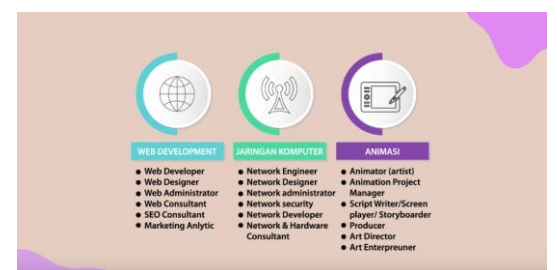 WEB DEVELOPMENT
Web Developer
Web Designer
Web Administrator
Web Consultant
SEO Consultant
Marketing Anlytic
JARINGAN KOMPUTER
Network Engineer
Network Designer
Network administrator
Network security
Network Developer
Network & Hardware
Consultant
ANIMASI
Animator (artist)
Animation Project
Manager
Script Writer/Screen
player/ Storyboarder
Producer
Art Director
Art Enterpreuner